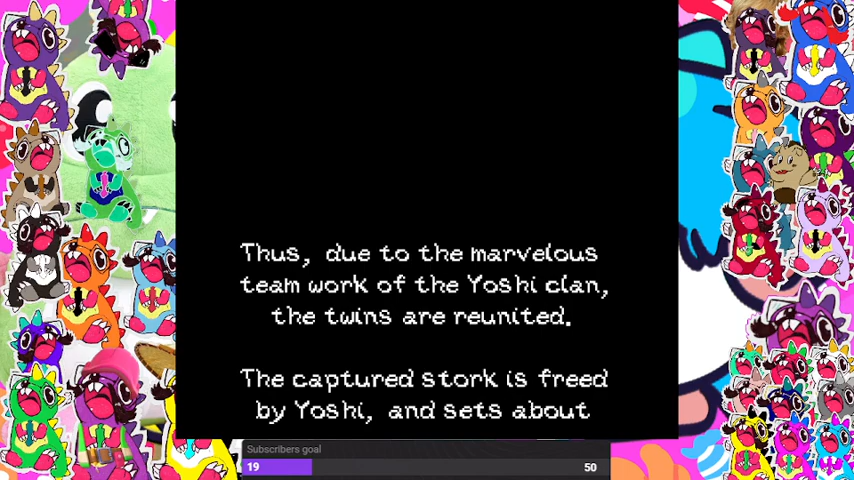 Thus, due to the marvelous
team work of the Yoshi clan,
the twins are reunited.
The captured stork is freed
by Yoshi, and sets about
Subscribers goal
19 50